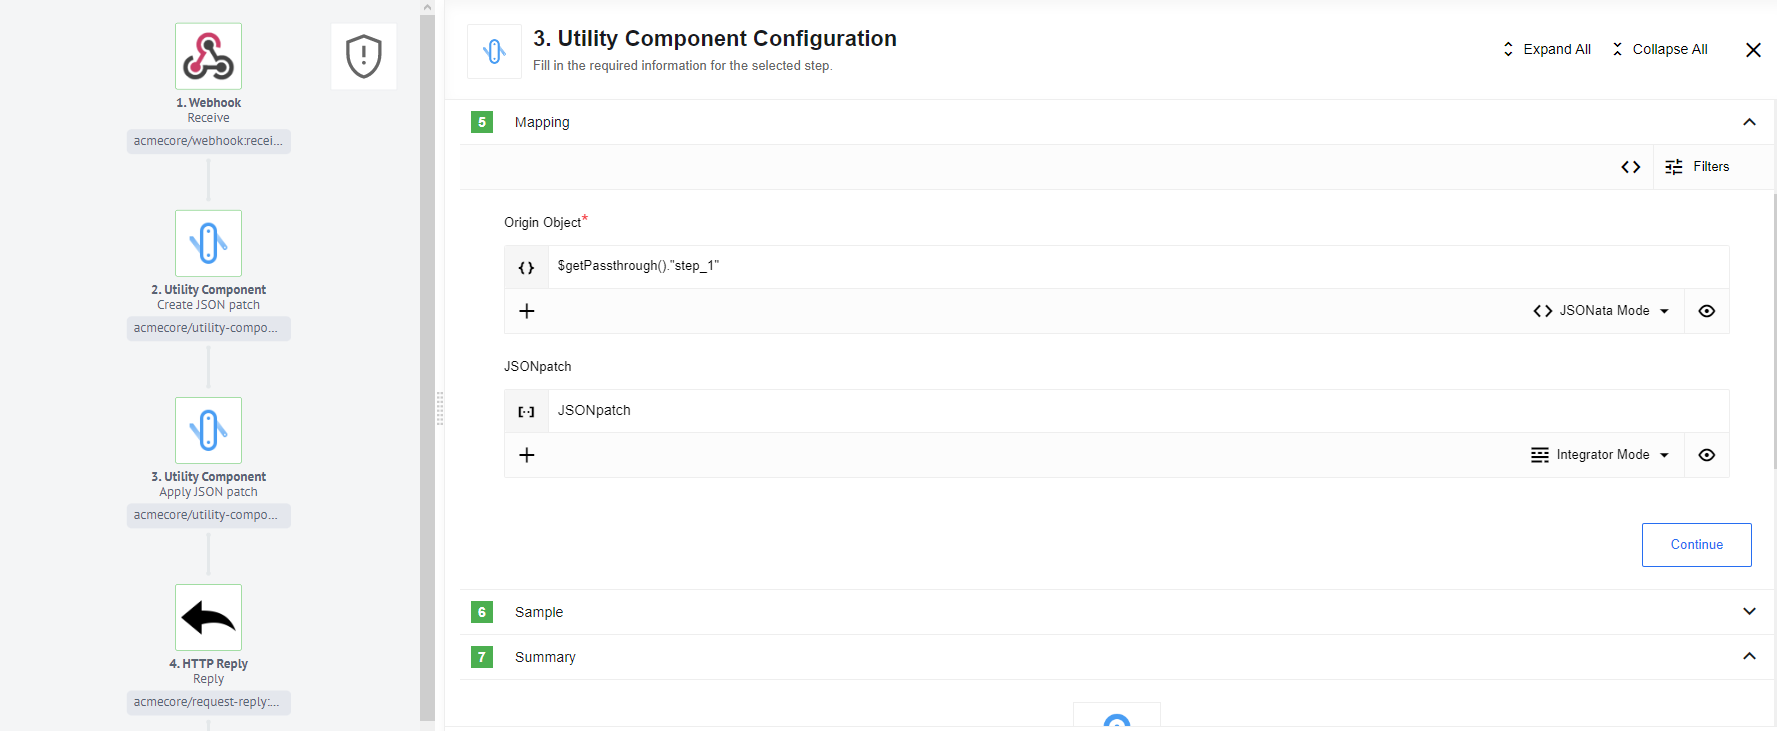 1. Webhook
Receive
acmecore/webhook:recei...
2. Utility Component
Create JSON patch
acmecore/utility-compo...
3. Utility Component
Apply JSON patch
acmecore/utility-compo...
4. HTTP Reply
Reply
acmecore/request-reply:...
3. Utility Component Configuration
Fill in the required information for the selected step.
Expand All
Collapse All
5 Mapping
Filters
Origin Object*
$getPassthrough()."step_1"
JSONata Mode
JSONpatch
JSONpatch
Integrator Mode
Continue
6 Sample
7 Summary